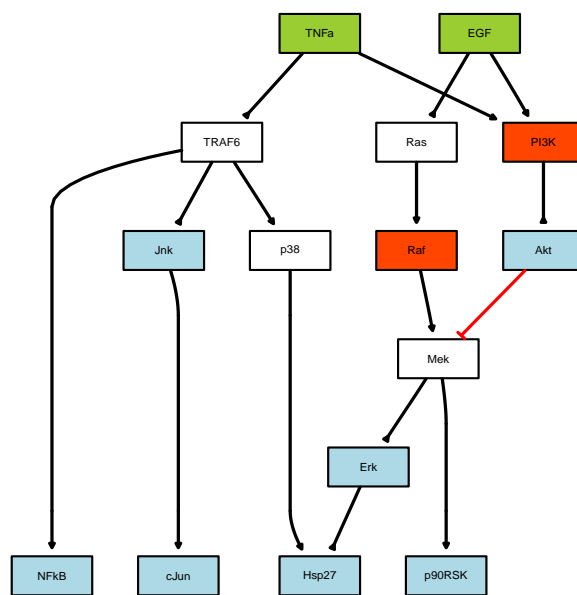 TNFa
EGF
TRAF6
Ras
PI3K
Jnk
p38
Raf
Akt
Mek
Erk
NFkB
cJun
Hsp27
p90RSK